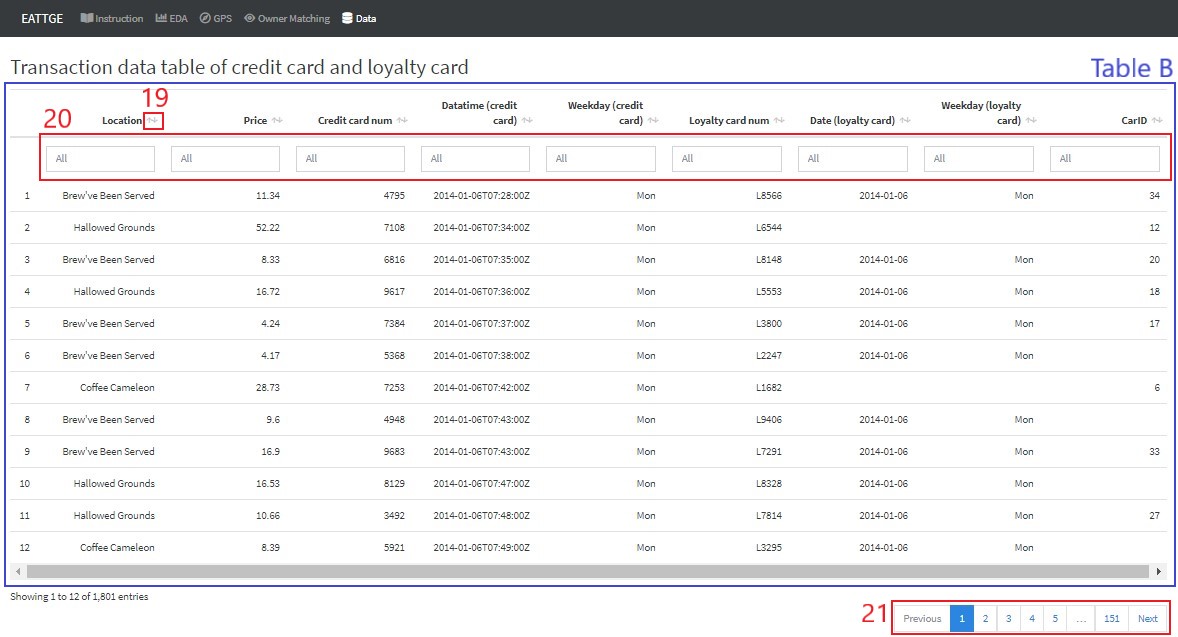 EATTGE Instruction EDA GPS Owner Matching Data
Transaction data table of credit card and loyalty card
Table B
19
20
Location Price Credit card num Datatime (credit card) Weekday (credit card) Loyalty card num Date (loyalty card) Weekday (loyalty card) CarID
All All All All All All All All All
1 Brew've Been Served 11.34 4795 2014-01-06T07:28:00Z Mon L8566 2014-01-06 Mon 34
2 Hallowed Grounds 52.22 7108 2014-01-06T07:34:00Z Mon L6544 12
3 Brew've Been Served 8.33 6816 2014-01-06T07:35:00Z Mon L8148 2014-01-06 Mon 20
4 Hallowed Grounds 16.72 9617 2014-01-06T07:36:00Z Mon L5553 2014-01-06 Mon 18
5 Brew've Been Served 4.24 7384 2014-01-06T07:37:00Z Mon L3800 2014-01-06 Mon 17
6 Brew've Been Served 4.17 5368 2014-01-06T07:38:00Z Mon L2247 2014-01-06 Mon
7 Coffee Cameleon 28.73 7253 2014-01-06T07:42:00Z Mon L1682 6
8 Brew've Been Served 9.6 4948 2014-01-06T07:43:00Z Mon L9406 2014-01-06 Mon
9 Brew've Been Served 16.9 9683 2014-01-06T07:43:00Z Mon L7291 2014-01-06 Mon 33
10 Hallowed Grounds 16.53 8129 2014-01-06T07:47:00Z Mon L8328 2014-01-06 Mon
11 Hallowed Grounds 10.66 3492 2014-01-06T07:48:00Z Mon L7814 2014-01-06 Mon 27
12 Coffee Cameleon 8.39 5921 2014-01-06T07:49:00Z Mon L3295 2014-01-06 Mon
Showing 1 to 12 of 1,801 entries
21 Previous 1 2 3 4 5 ... 151 Next